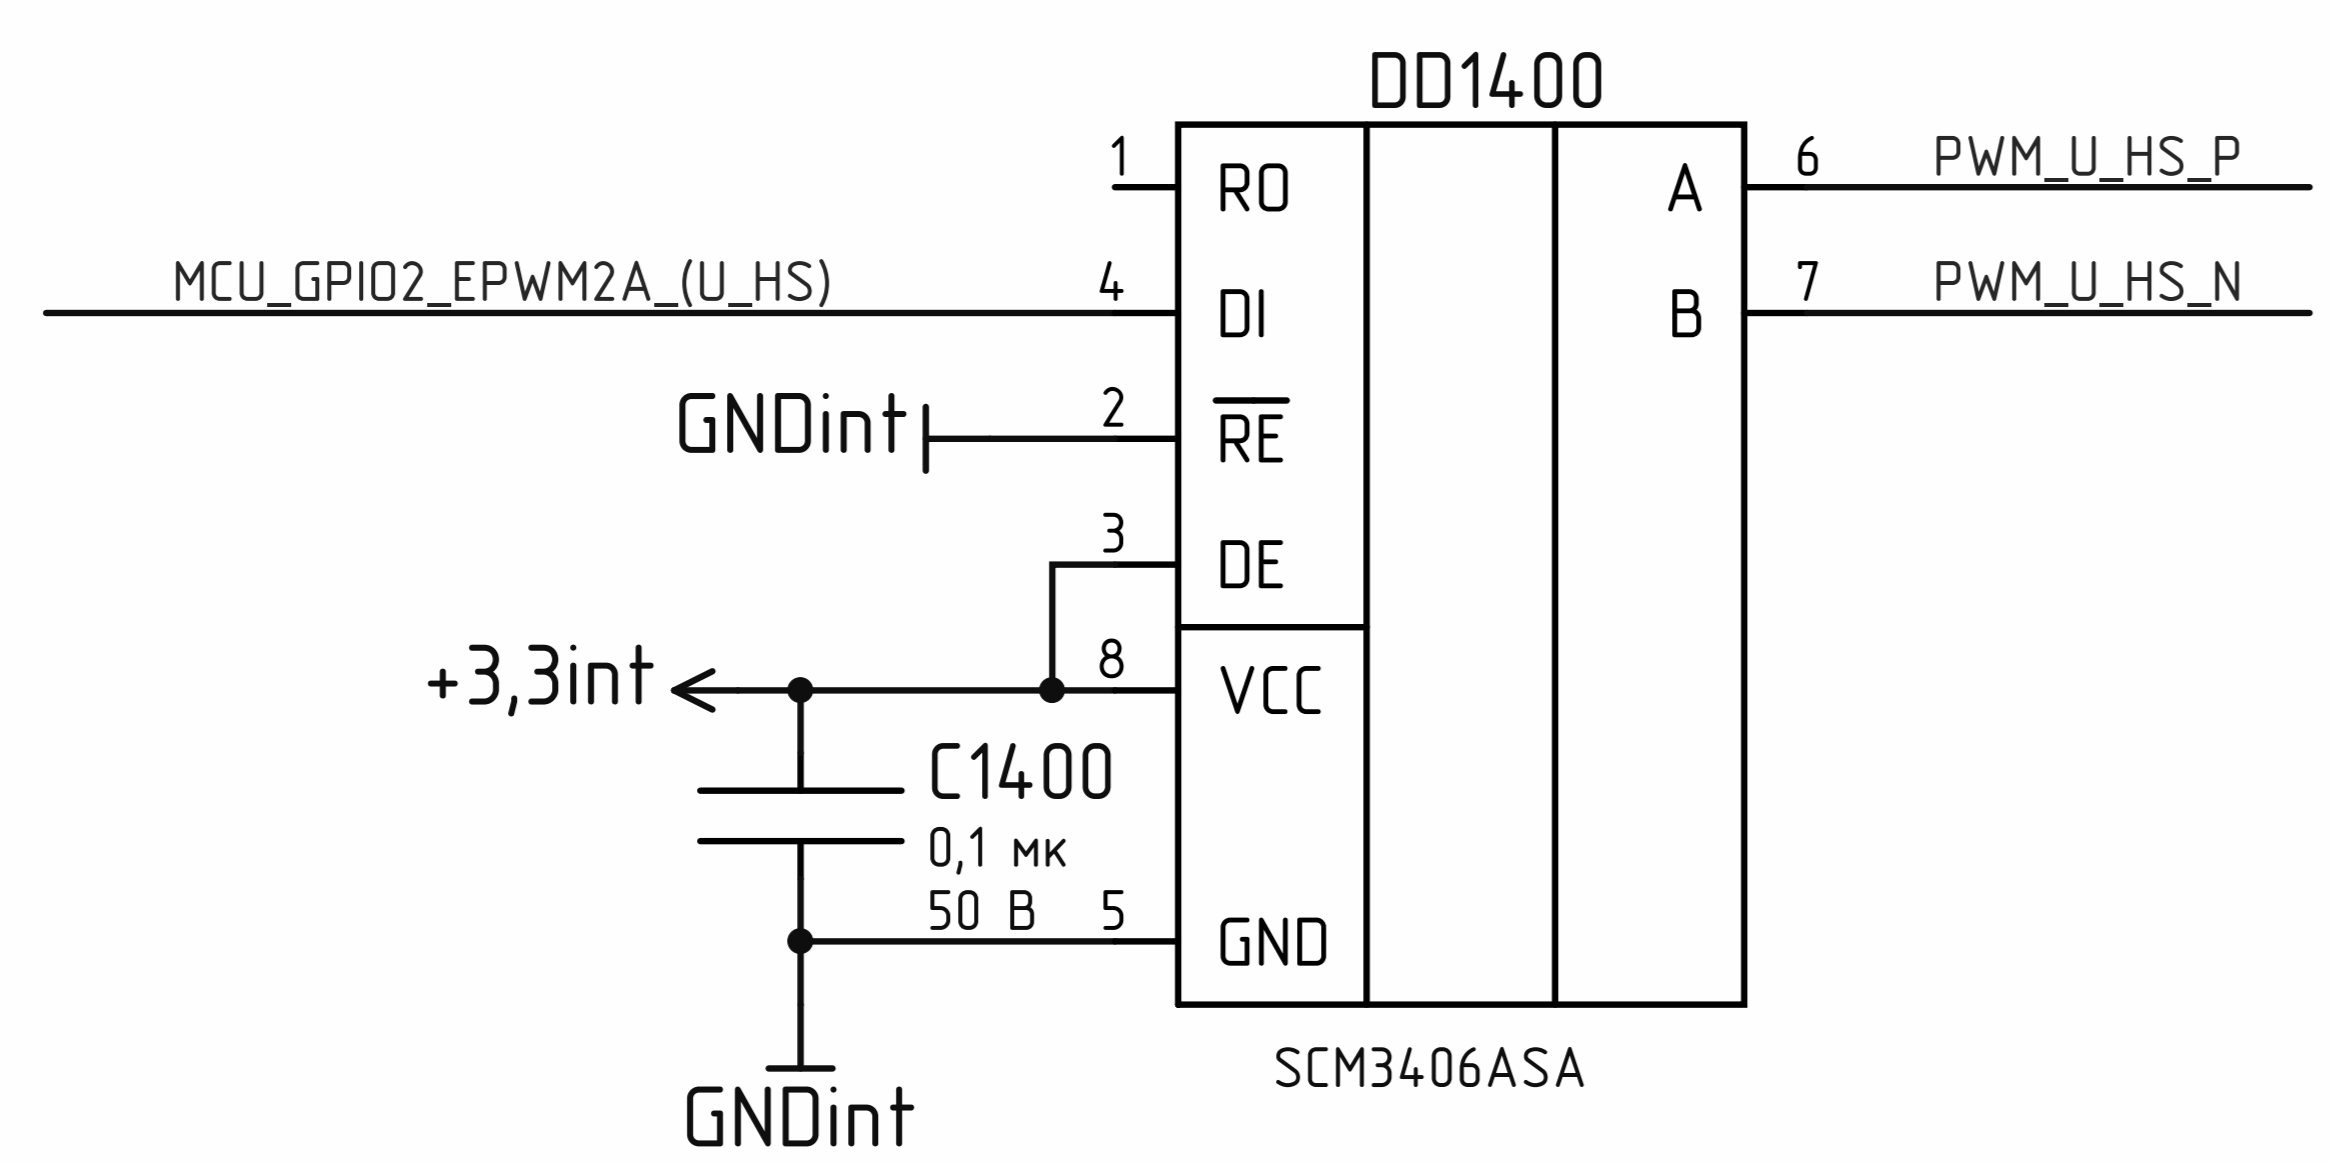 DD1400
1 RO A 6 PWM_U_HS_P
MCU_GPIO2_EPWM2A_(U_HS) 4 DI B 7 PWM_U_HS_N
GNDint 2 RE
3 DE
+3,3int 8 VCC
C1400
0,1 мк
50 В 5 GND
SCM3406ASA
GNDint